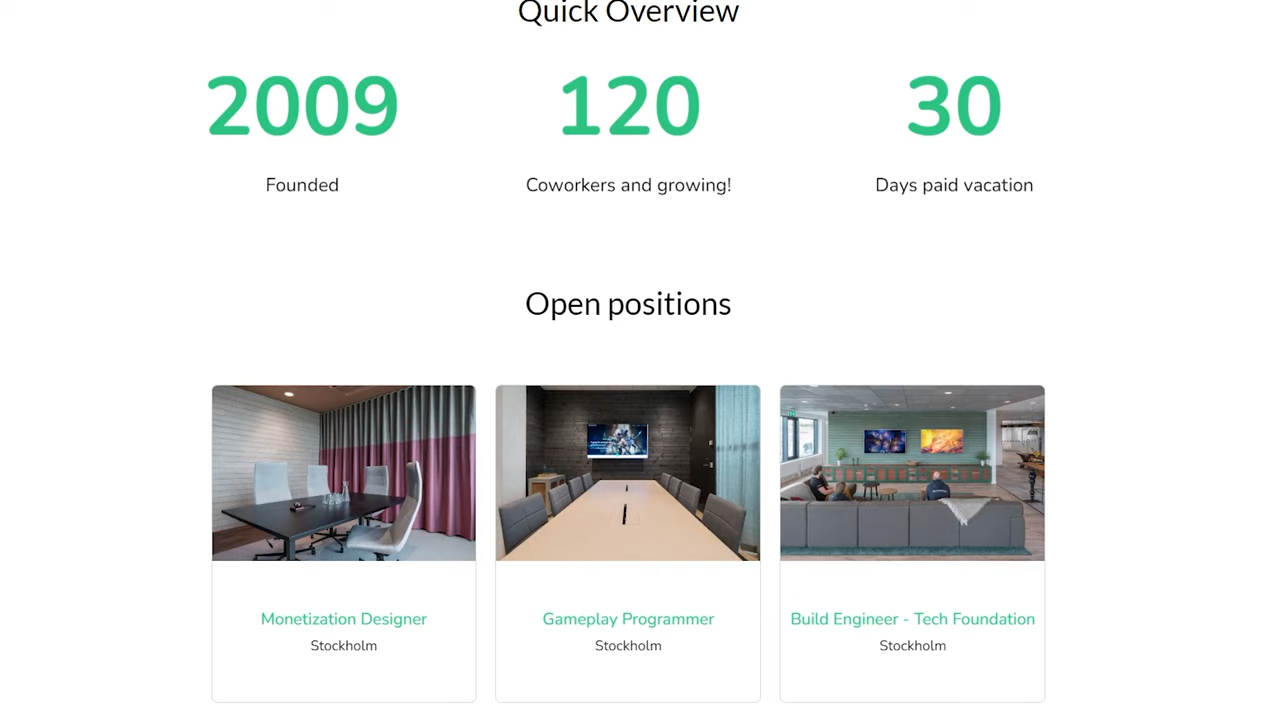 Quick Overview
2009
120
30
Founded
Coworkers and growing!
Days paid vacation
Open positions
Monetization Designer
Gameplay Programmer
Build Engineer - Tech Foundation
Stockholm
Stockholm
Stockholm